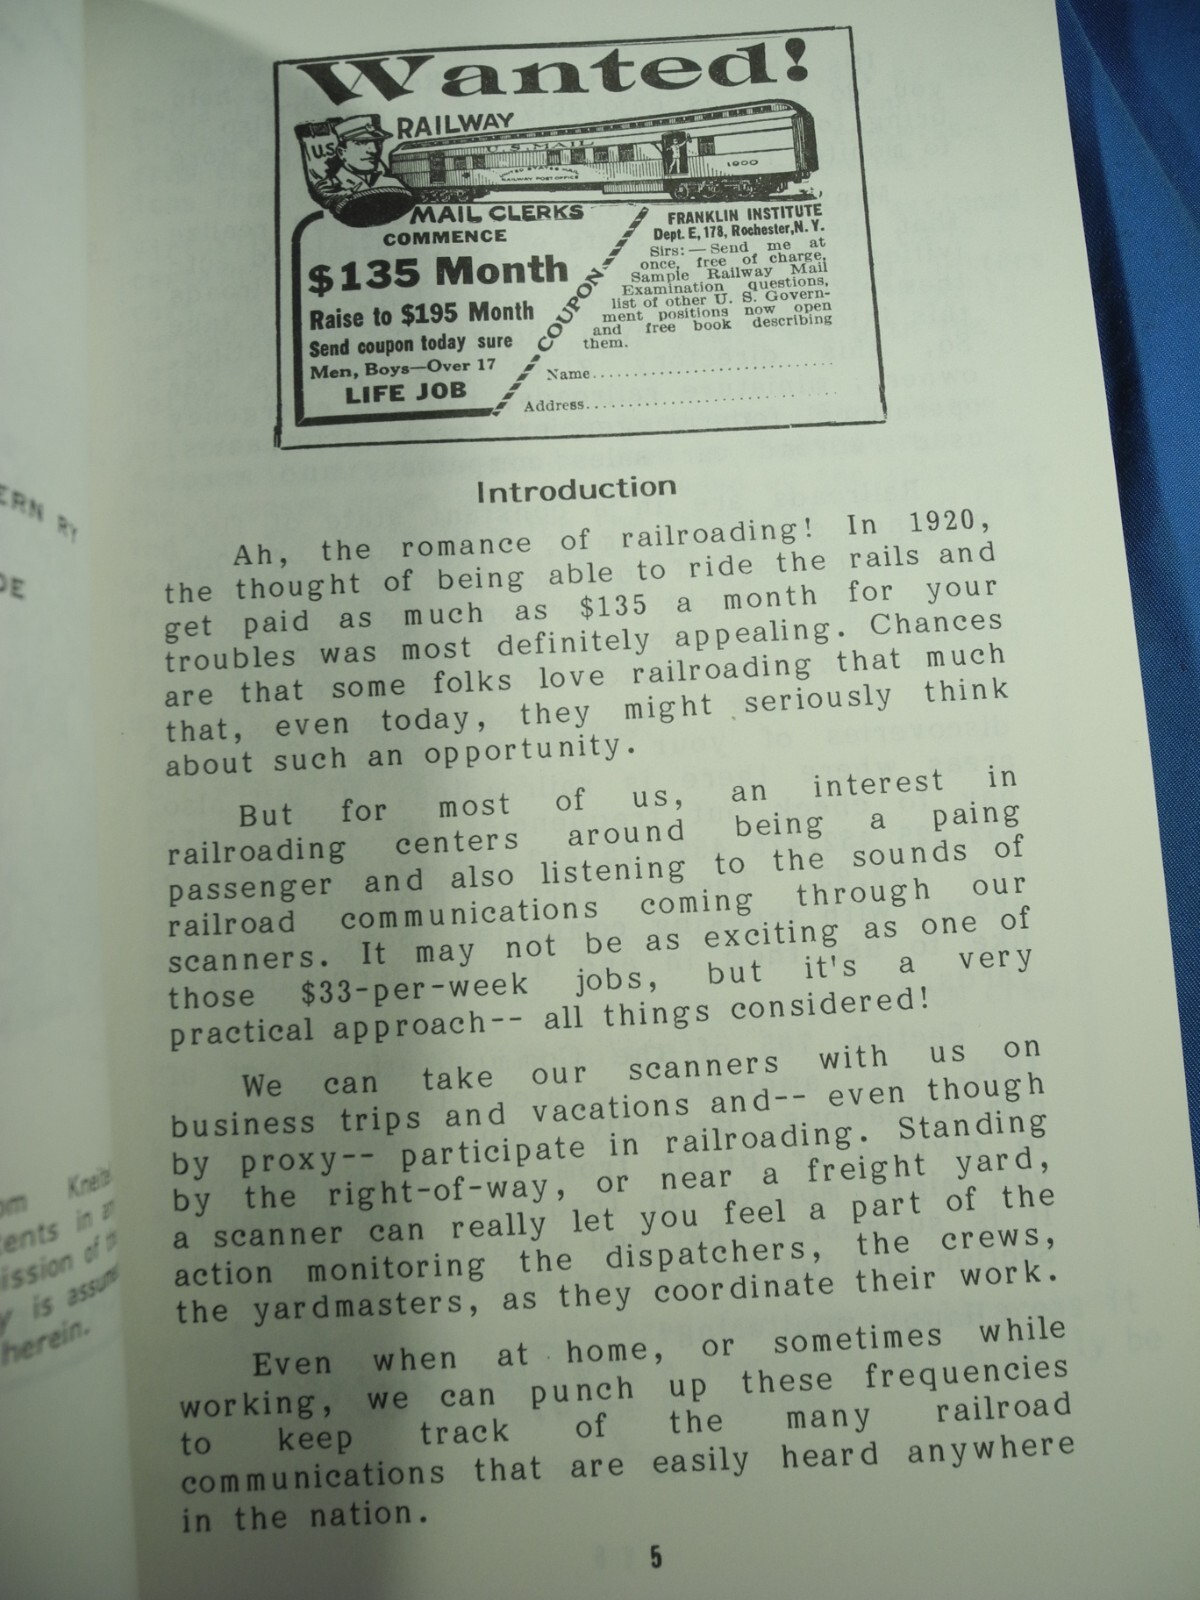 Wanted!
RAILWAY
U.S.
U.S. MAIL
UNITED STATES MAIL
RAILWAY POST OFFICE
1900
MAIL CLERKS
COMMENCE
$135 Month
Raise to $195 Month
Send coupon today sure
Men, Boys—Over 17
LIFE JOB
COUPON
FRANKLIN INSTITUTE
Dept. E, 178, Rochester, N. Y.
Sirs:— Send me at
once, free of charge,
Sample Railway Mail
Examination questions,
list of other U. S. Govern-
ment positions now open
and free book describing
them.
Name
Address
Introduction
Ah, the romance of railroading! In 1920,
the thought of being able to ride the rails and
get paid as much as $135 a month for your
troubles was most definitely appealing. Chances
are that some folks love railroading that much
that, even today, they might seriously think
about such an opportunity.
But for most of us, an interest in
railroading centers around being a paing
passenger and also listening to the sounds of
railroad communications coming through our
scanners. It may not be as exciting as one of
those $33-per-week jobs, but it's a very
practical approach-- all things considered!
We can take our scanners with us on
business trips and vacations and-- even though
by proxy-- participate in railroading. Standing
by the right-of-way, or near a freight yard,
a scanner can really let you feel a part of the
action monitoring the dispatchers, the crews,
the yardmasters, as they coordinate their work.
Even when at home, or sometimes while
working, we can punch up these frequencies
to keep track of the many railroad
communications that are easily heard anywhere
in the nation.
5
RY
is
herein.